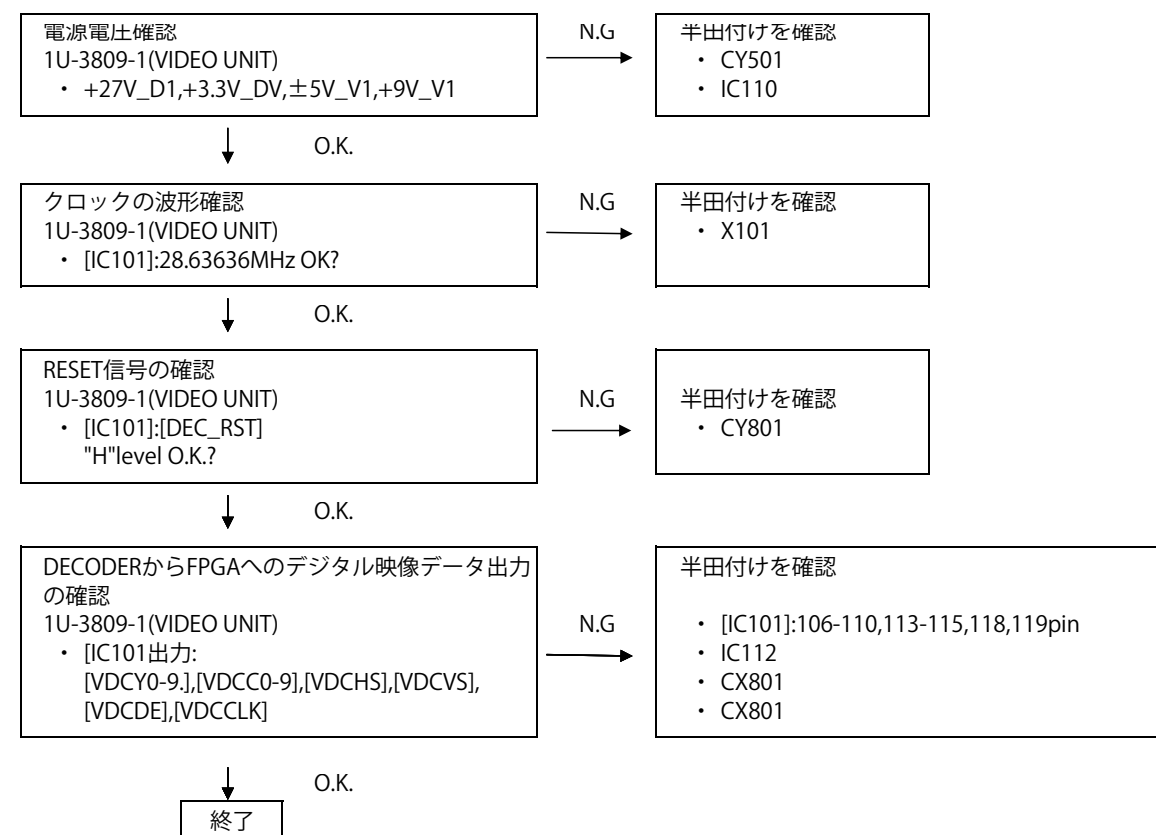 電源電圧確認
1U-3809-1(VIDEO UNIT)
・ +27V_D1,+3.3V_DV,±5V_V1,+9V_V1
N.G
半田付けを確認
・ CY501
・ IC110
O.K.
クロックの波形確認
1U-3809-1(VIDEO UNIT)
・ [IC101]:28.63636MHz OK?
N.G
半田付けを確認
・ X101
O.K.
RESET信号の確認
1U-3809-1(VIDEO UNIT)
・ [IC101]:[DEC_RST]
"H"level O.K.?
N.G
半田付けを確認
・ CY801
O.K.
DECODERからFPGAへのデジタル映像データ出力
の確認
1U-3809-1(VIDEO UNIT)
・ [IC101出力:
[VDCY0-9.],[VDCC0-9],[VDCHS],[VDCVS],
[VDCDE],[VDCCLK]
N.G
半田付けを確認
・ [IC101]:106-110,113-115,118,119pin
・ IC112
・ CX801
・ CX801
O.K.
終了